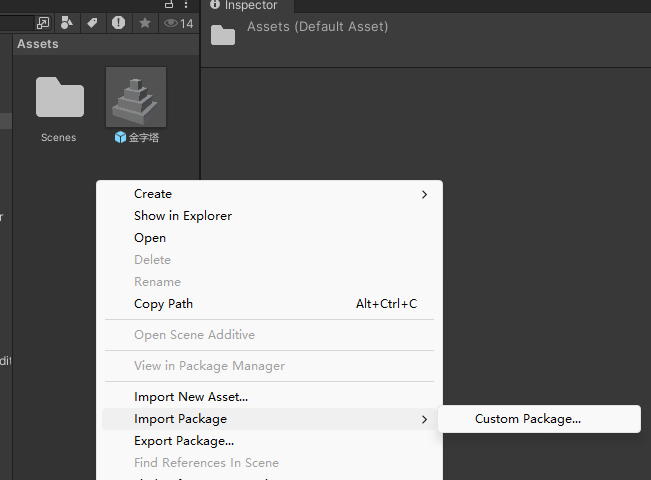 Inspector
14
Assets
Assets (Default Asset)
Scenes
金字塔
Create
Show in Explorer
Open
Delete
Rename
Copy Path Alt+Ctrl+C
Open Scene Additive
View in Package Manager
Import New Asset...
Import Package
Custom Package...
Export Package...
Find References In Scene